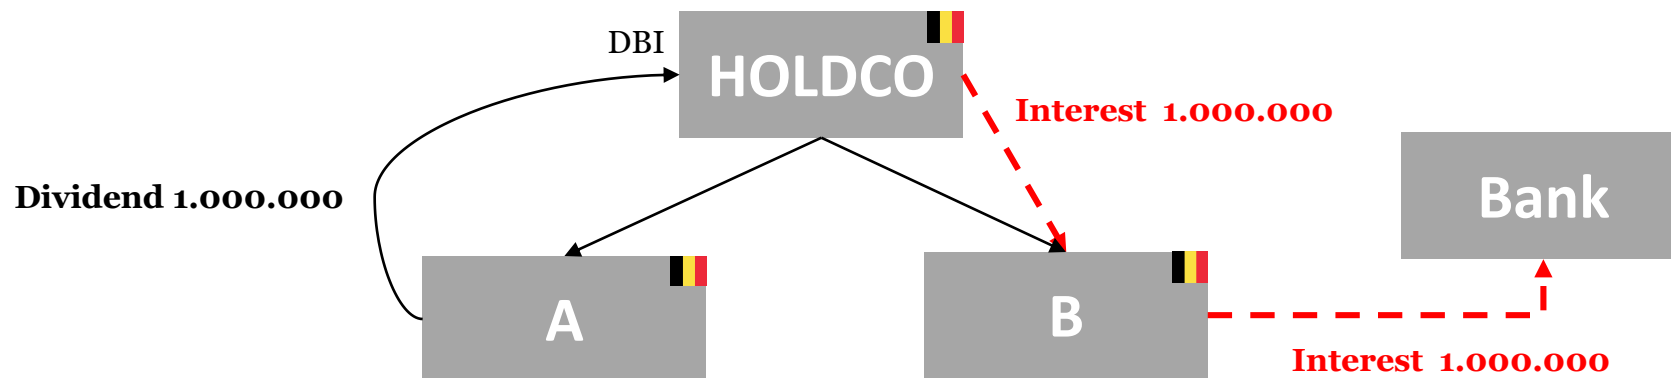 DBI
HOLDCO
Interest 1.000.000
Bank
Dividend 1.000.000
A
B
Interest 1.000.000